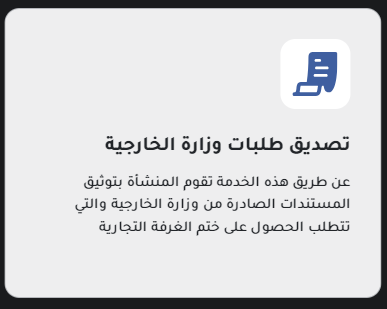 تصديق طلبات وزارة الخارجية
عن طريق هذه الخدمة تقوم المنشأة بتوثيق
المستندات الصادرة من وزارة الخارجية والتي
تتطلب الحصول على ختم الغرفة التجارية